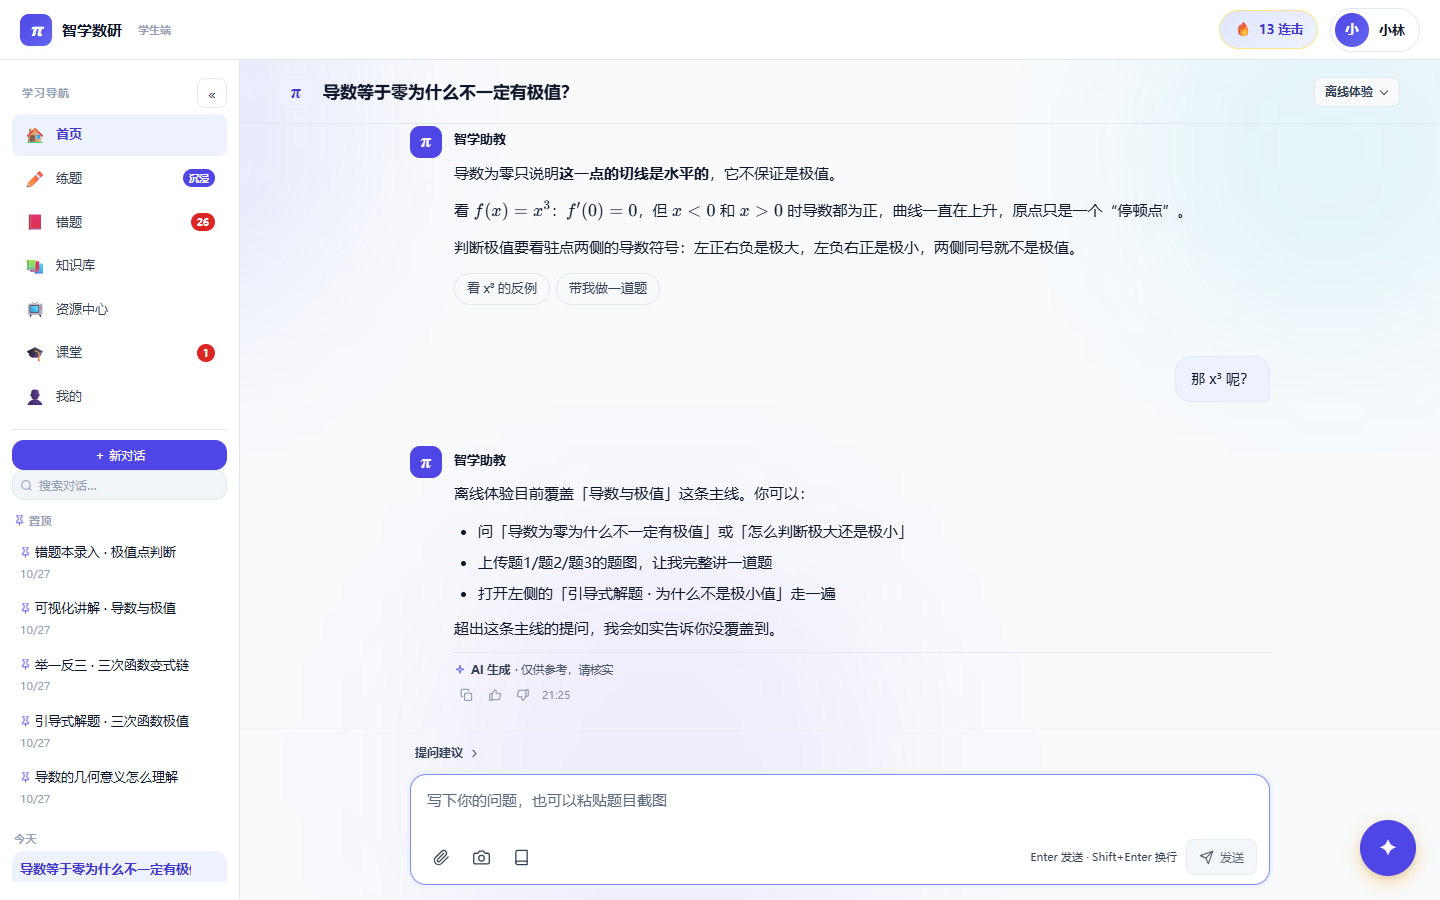 π 智学数研 学生端
13 连击
小 小林
学习导航 «
首页
练题 沉浸
错题 26
知识库
资源中心
课堂 1
我的
+ 新对话
搜索对话...
置顶
错题本录入 · 极值点判断
10/27
可视化讲解 · 导数与极值
10/27
举一反三 · 三次函数变式链
10/27
引导式解题 · 三次函数极值
10/27
导数的几何意义怎么理解
10/27
今天
导数等于零为什么不一定有极
π 导数等于零为什么不一定有极值？
离线体验
π 智学助教
导数为零只说明这一点的切线是水平的，它不保证是极值。
看 f(x) = x³：f′(0) = 0，但 x < 0 和 x > 0 时导数都为正，曲线一直在上升，原点只是一个“停顿点”。
判断极值要看驻点两侧的导数符号：左正右负是极大，左负右正是极小，两侧同号就不是极值。
看 x³ 的反例 带我做一道题
那 x³ 呢？
π 智学助教
离线体验目前覆盖「导数与极值」这条主线。你可以：
• 问「导数为零为什么不一定有极值」或「怎么判断极大还是极小」
• 上传题1/题2/题3的题图，让我完整讲一道题
• 打开左侧的「引导式解题 · 为什么不是极小值」走一遍
超出这条主线的提问，我会如实告诉你没覆盖到。
AI 生成 · 仅供参考，请核实
21:25
提问建议
写下你的问题，也可以粘贴题目截图
Enter 发送 · Shift+Enter 换行 发送